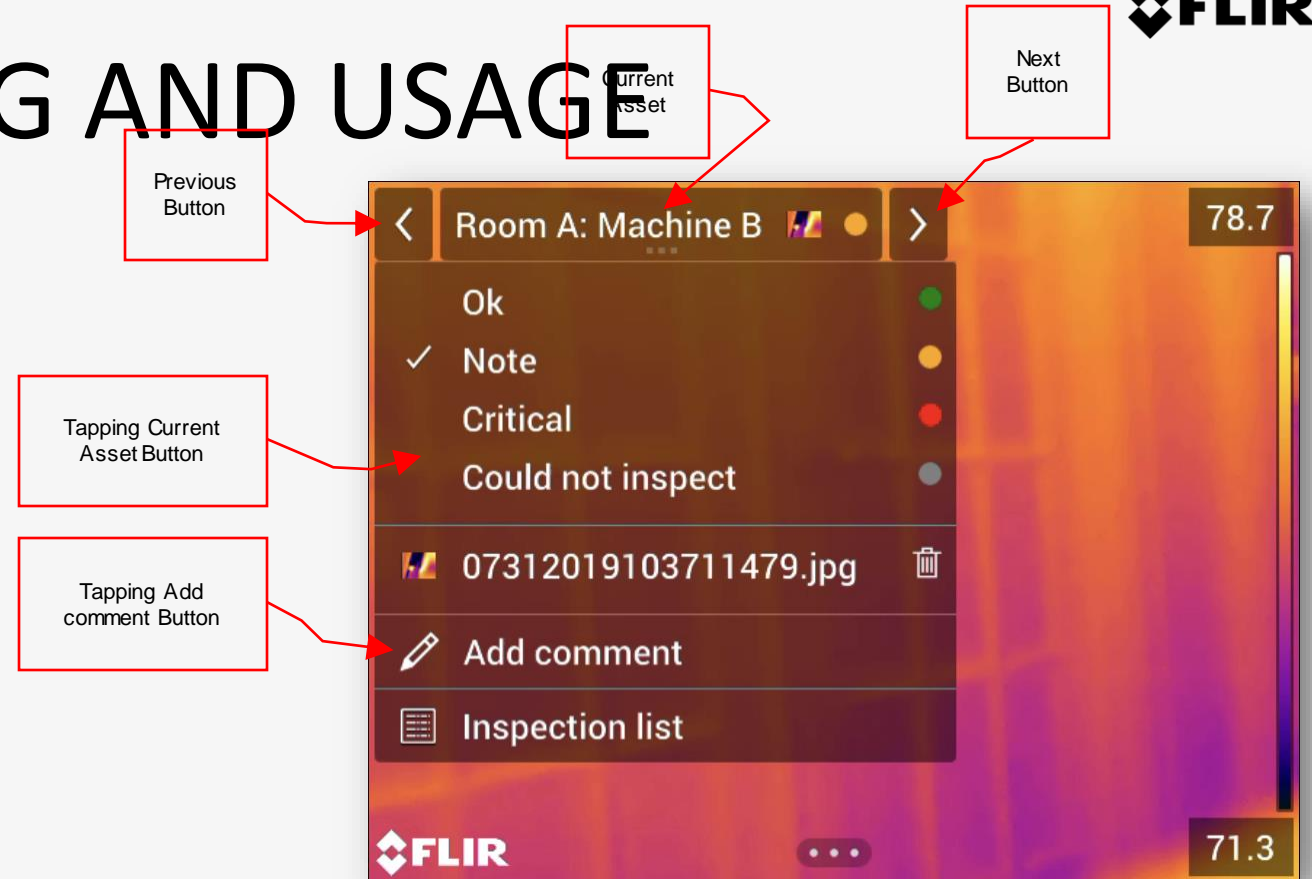 FLIR
G AND USAGE
Current
Asset
Next
Button
Previous
Button
Room A: Machine B
78.7
Ok
Note
Critical
Could not inspect
Tapping Current
Asset Button
07312019103711479.jpg
Tapping Add
comment Button
Add comment
Inspection list
FLIR
71.3